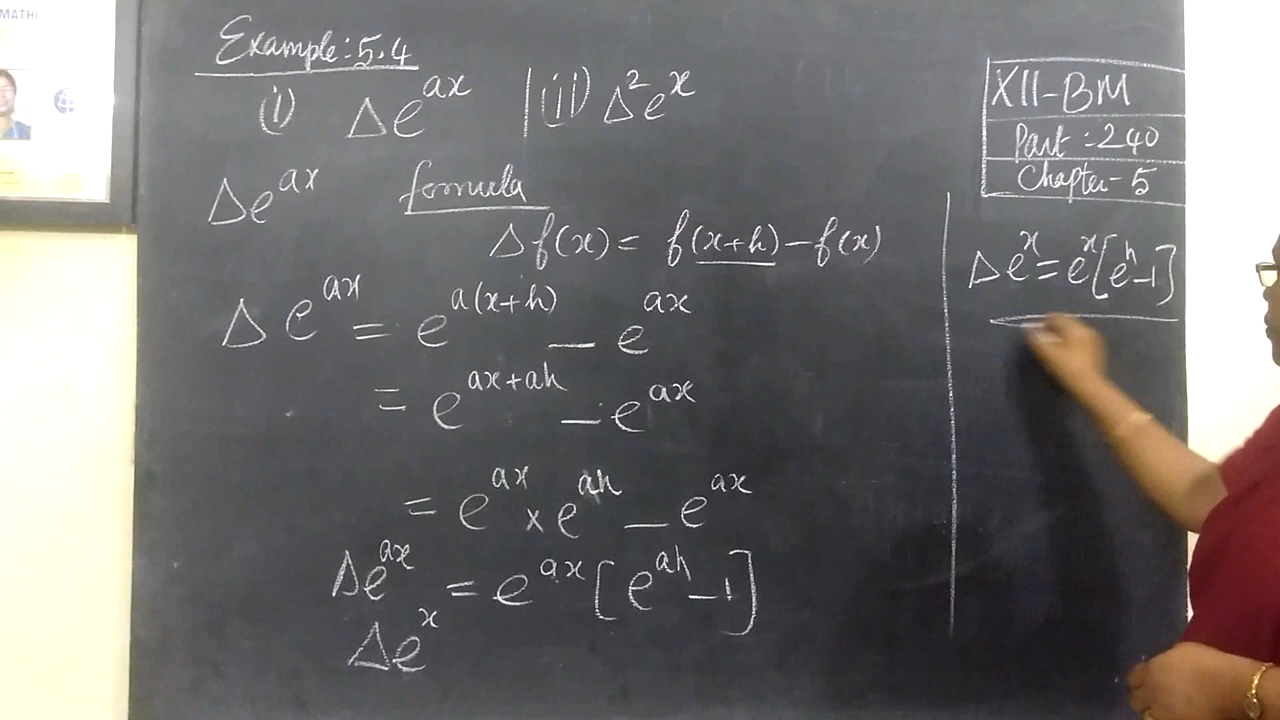 MATHI
Example: 5.4
(i) Δe^{ax} | (ii) Δ²e^x
Δe^{ax} formula
Δf(x) = f(x+h) − f(x)
Δe^{ax} = e^{a(x+h)} − e^{ax}
= e^{ax+ah} − e^{ax}
= e^{ax} × e^{ah} − e^{ax}
Δe^{ax} = e^{ax}[e^{ah} − 1]
Δe^x
XII-BM
Part : 240
Chapter-5
Δe^x = e^x[e^h − 1]